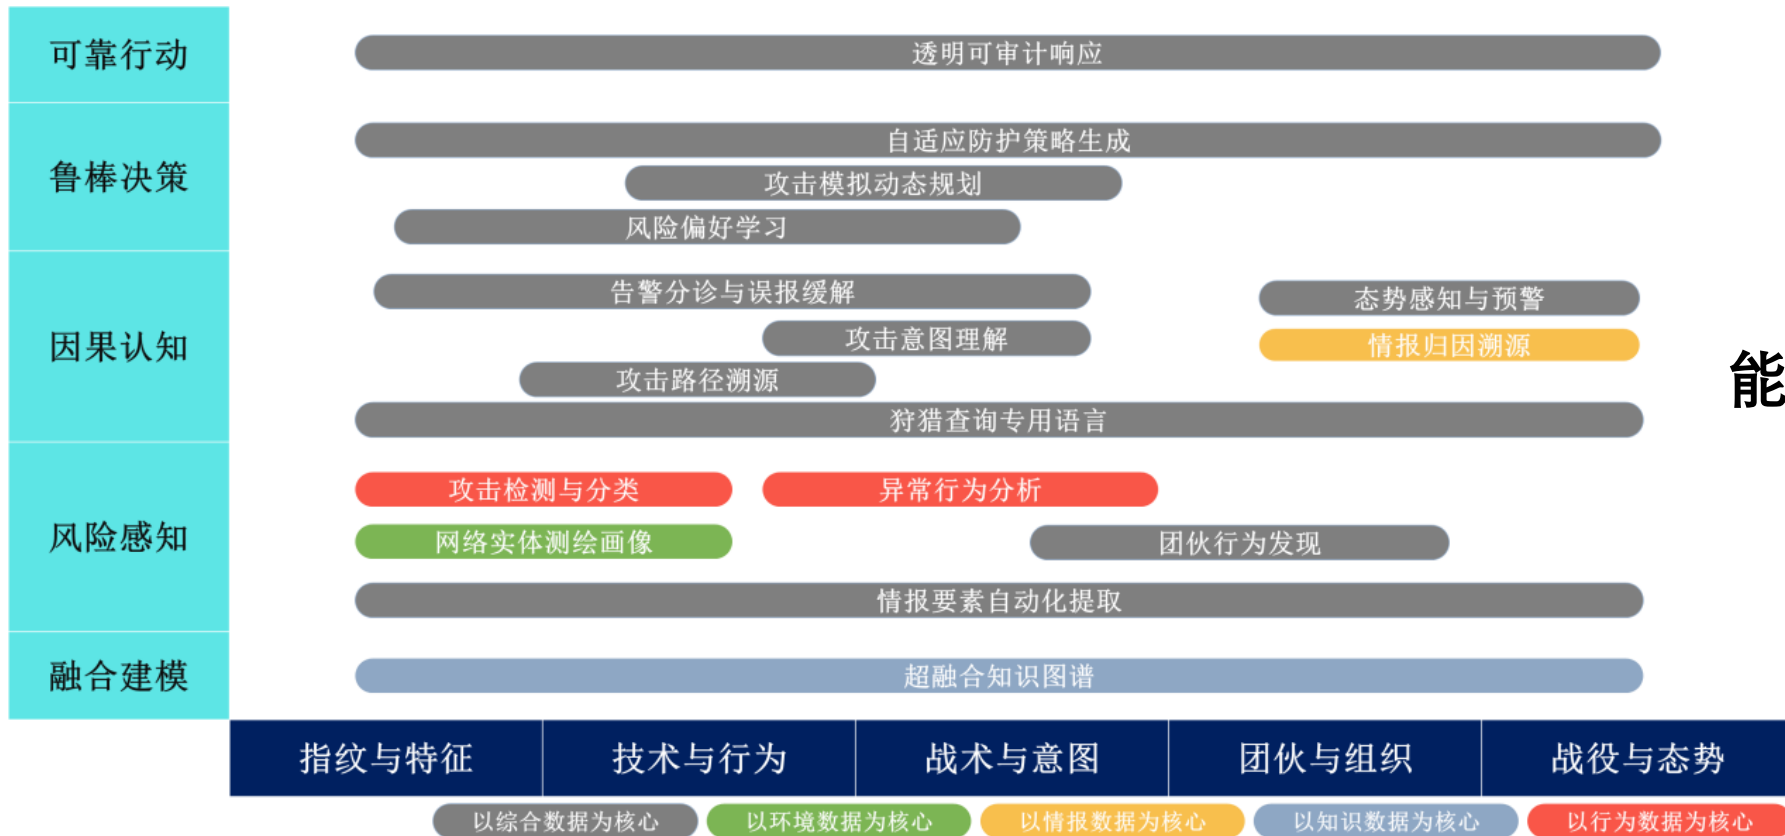 可靠行动
透明可审计响应
鲁棒决策
自适应防护策略生成
攻击模拟动态规划
风险偏好学习
因果认知
告警分诊与误报缓解
态势感知与预警
攻击意图理解
情报归因溯源
攻击路径溯源
狩猎查询专用语言
能
风险感知
攻击检测与分类
异常行为分析
网络实体测绘画像
团伙行为发现
情报要素自动化提取
融合建模
超融合知识图谱
指纹与特征
技术与行为
战术与意图
团伙与组织
战役与态势
以综合数据为核心
以环境数据为核心
以情报数据为核心
以知识数据为核心
以行为数据为核心